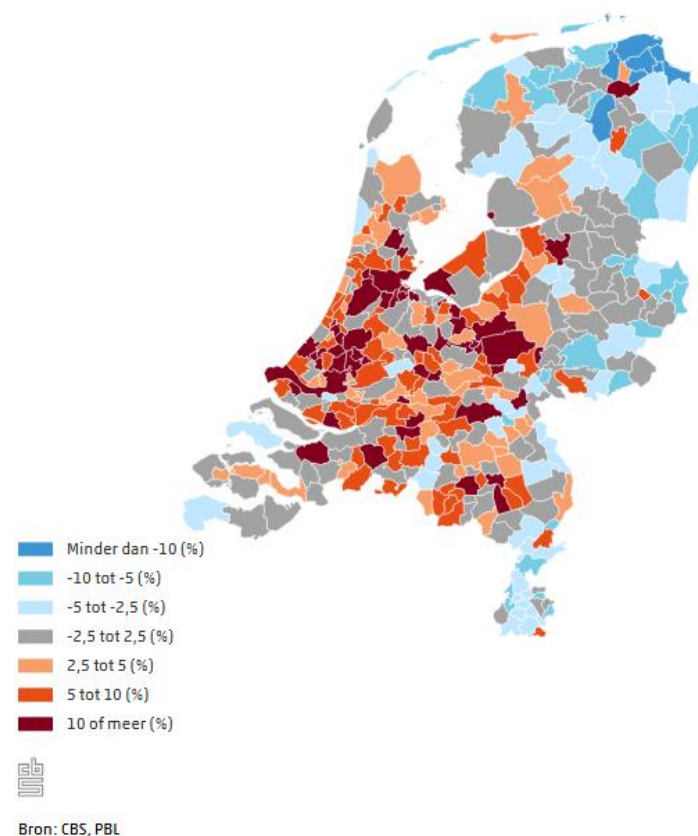 Minder dan -10 (%)
-10 tot -5 (%)
-5 tot -2,5 (%)
-2,5 tot 2,5 (%)
2,5 tot 5 (%)
5 tot 10 (%)
10 of meer (%)
cbs
Bron: CBS, PBL